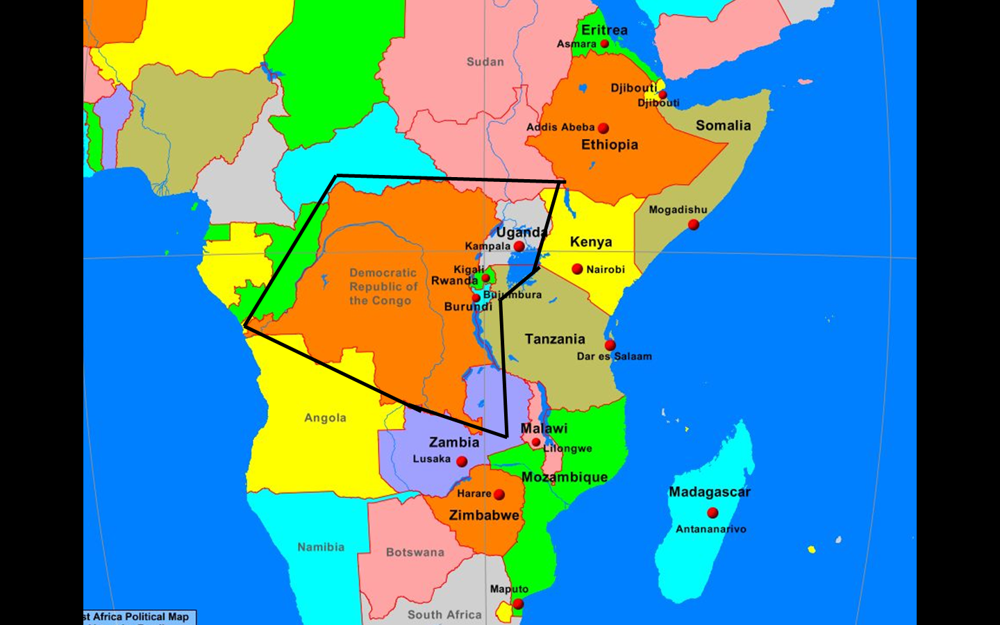 Eritrea
Asmara
Sudan
Djibouti
Djibouti
Somalia
Addis Abeba
Ethiopia
Mogadishu
Uganda
Kampala
Kenya
Nairobi
Kigali
Rwanda
Bujumbura
Burundi
Democratic
Republic of
the Congo
Tanzania
Dar es Salaam
Angola
Malawi
Zambia
Lilongwe
Lusaka
Mozambique
Harare
Zimbabwe
Madagascar
Antananarivo
Namibia
Botswana
Maputo
South Africa
st Africa Political Map